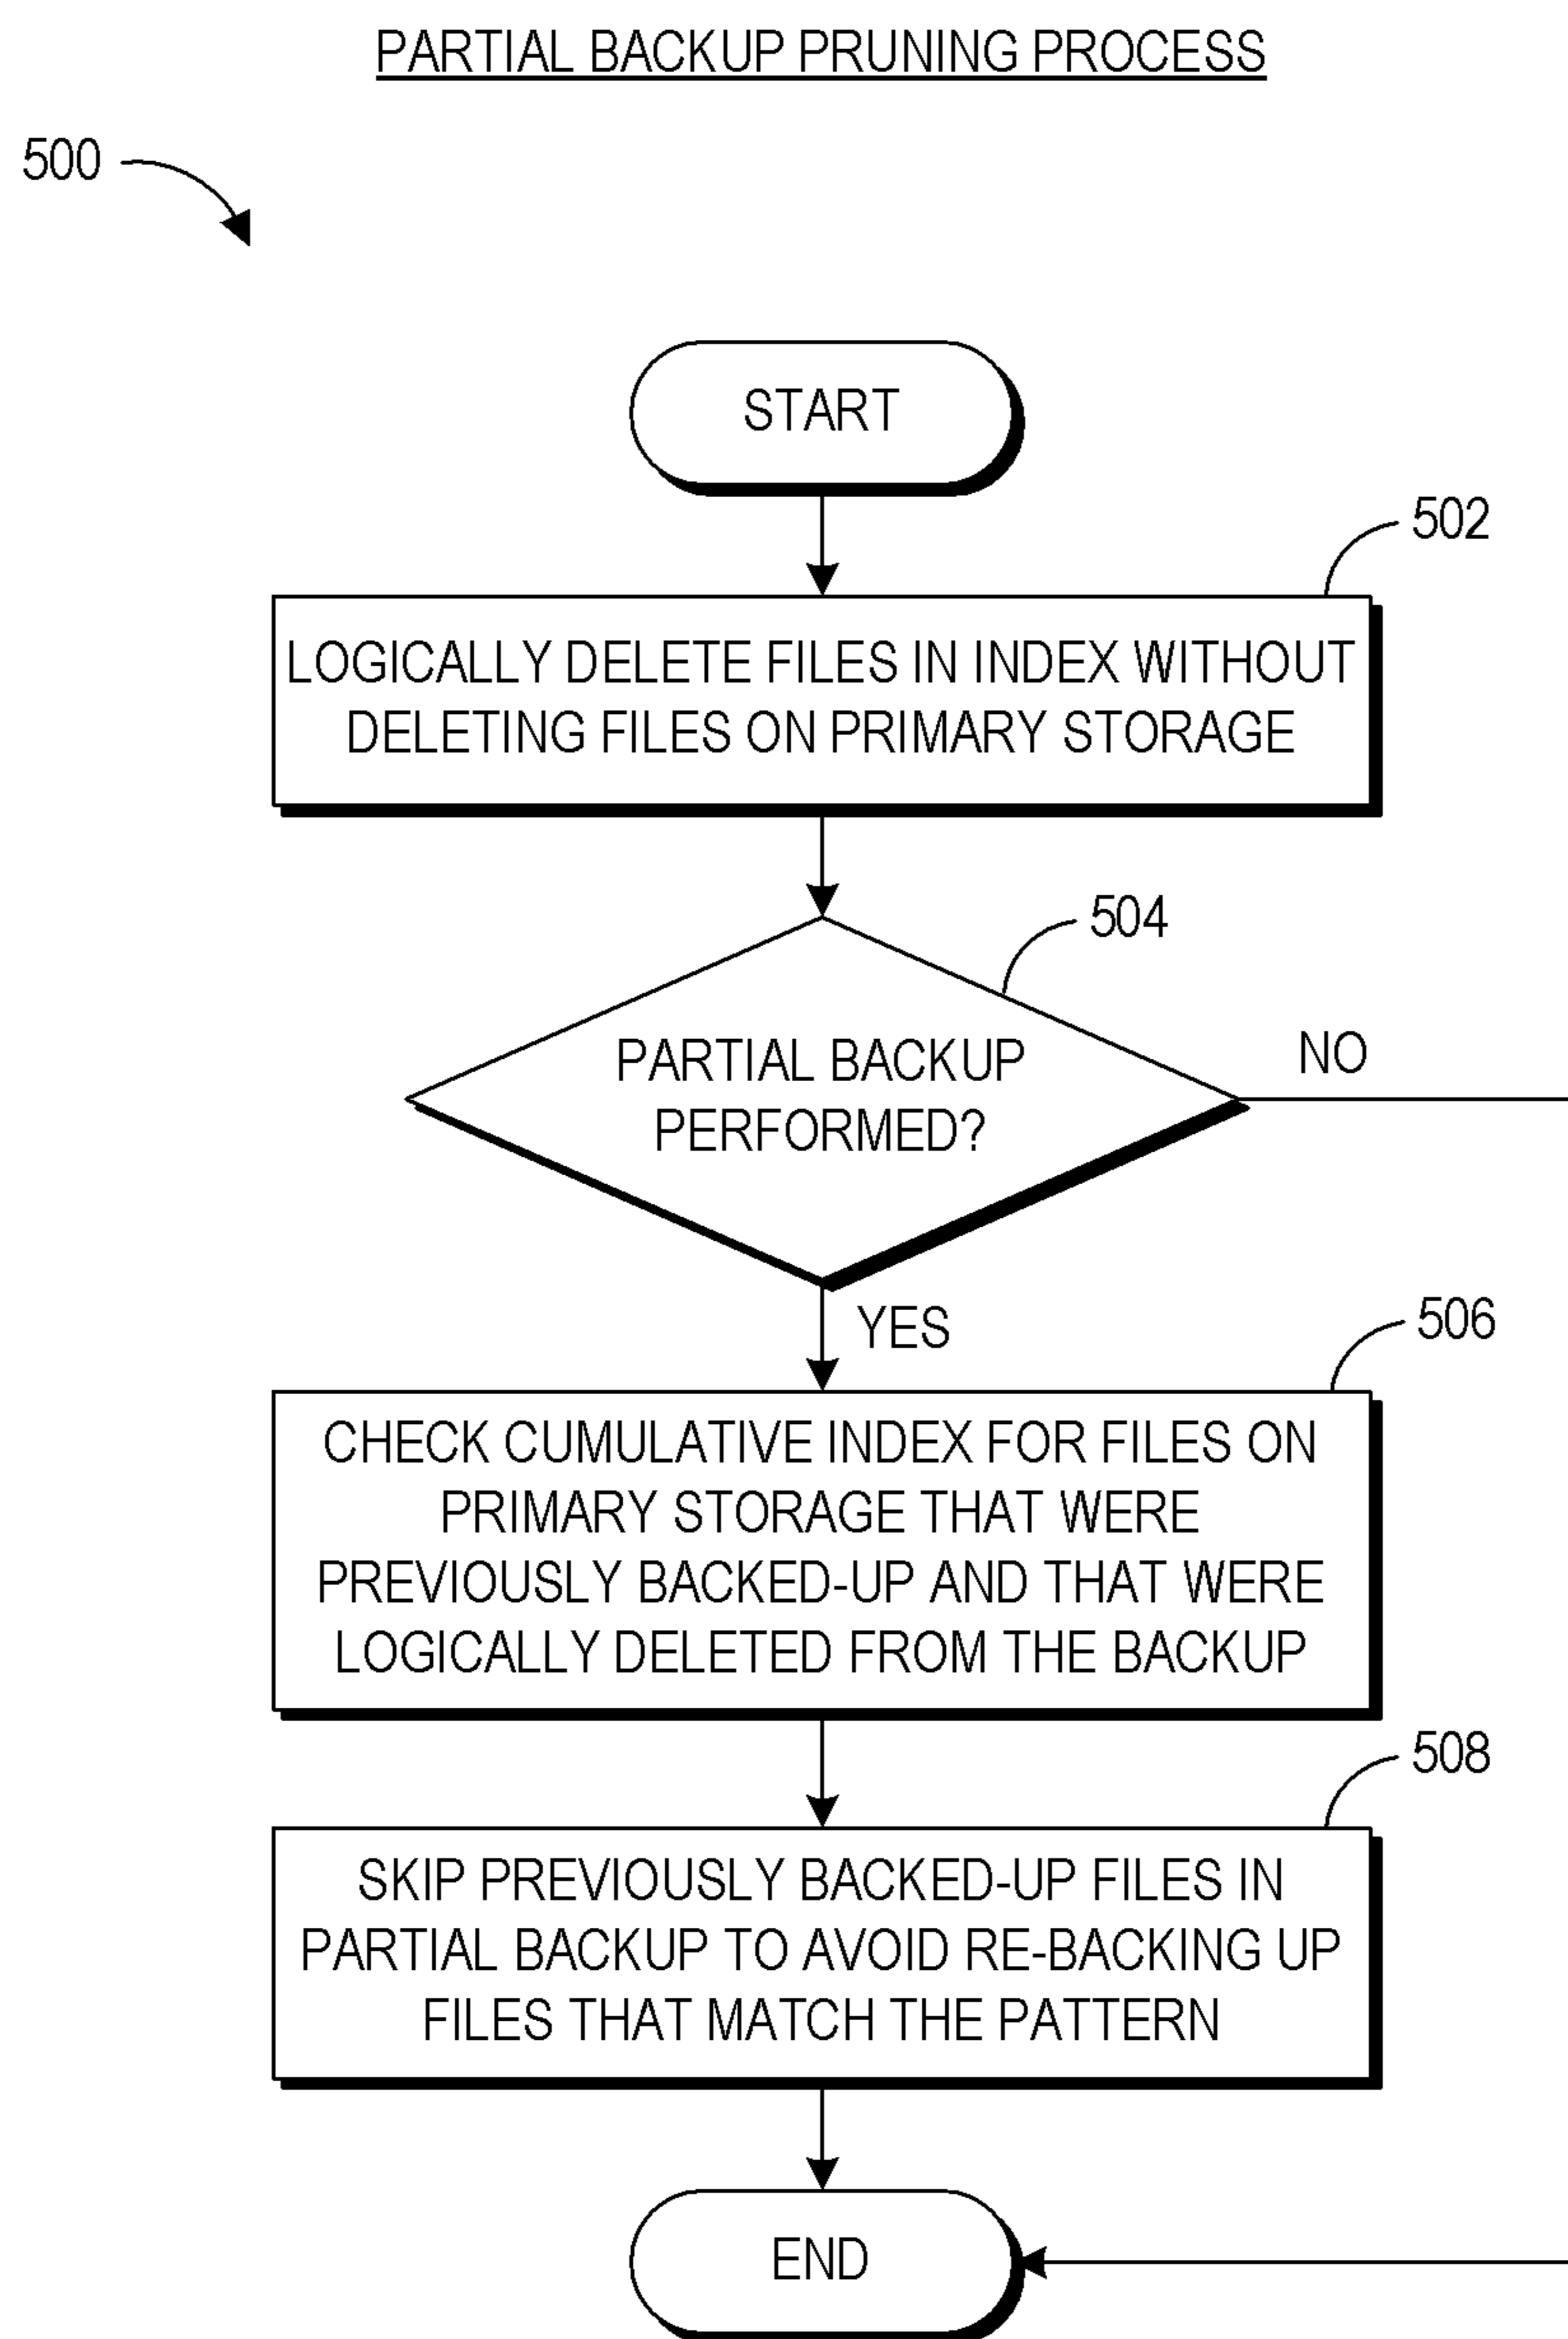 PARTIAL BACKUP PRUNING PROCESS
500
START
502
LOGICALLY DELETE FILES IN INDEX WITHOUT
DELETING FILES ON PRIMARY STORAGE
504
PARTIAL BACKUP
PERFORMED?
NO
YES
506
CHECK CUMULATIVE INDEX FOR FILES ON
PRIMARY STORAGE THAT WERE
PREVIOUSLY BACKED-UP AND THAT WERE
LOGICALLY DELETED FROM THE BACKUP
508
SKIP PREVIOUSLY BACKED-UP FILES IN
PARTIAL BACKUP TO AVOID RE-BACKING UP
FILES THAT MATCH THE PATTERN
END